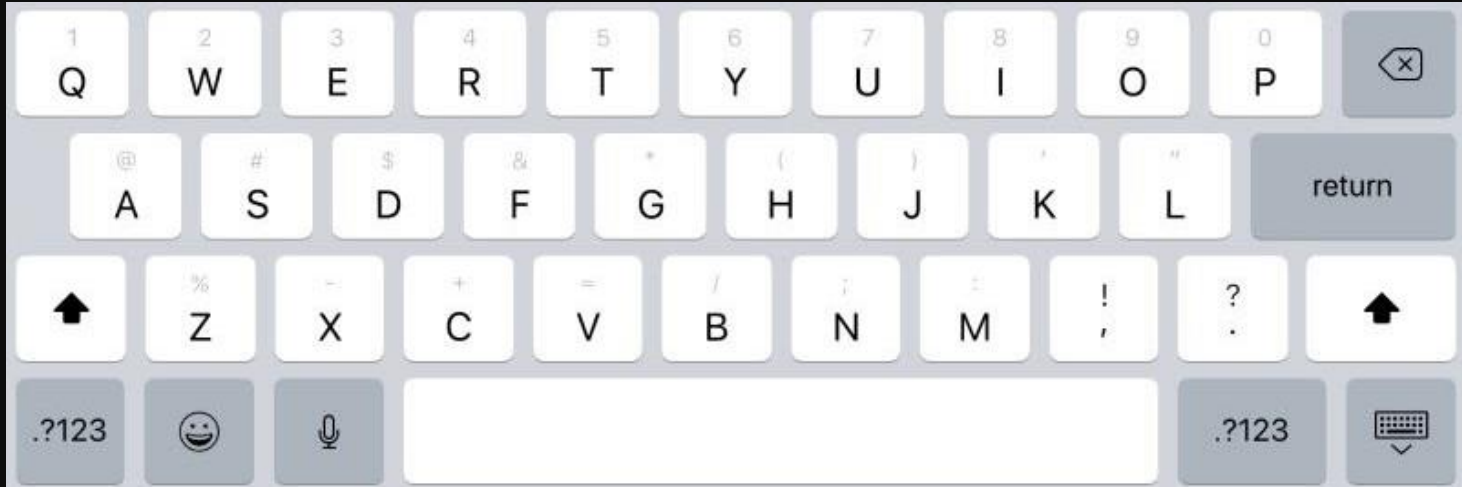 1 2 3 4 5 6 7 8 9 0
Q W E R T Y U I O P
@ # $ & * ( ) ' "
A S D F G H J K L return
% - + = / ; : ! ?
Z X C V B N M , .
.?123 .?123